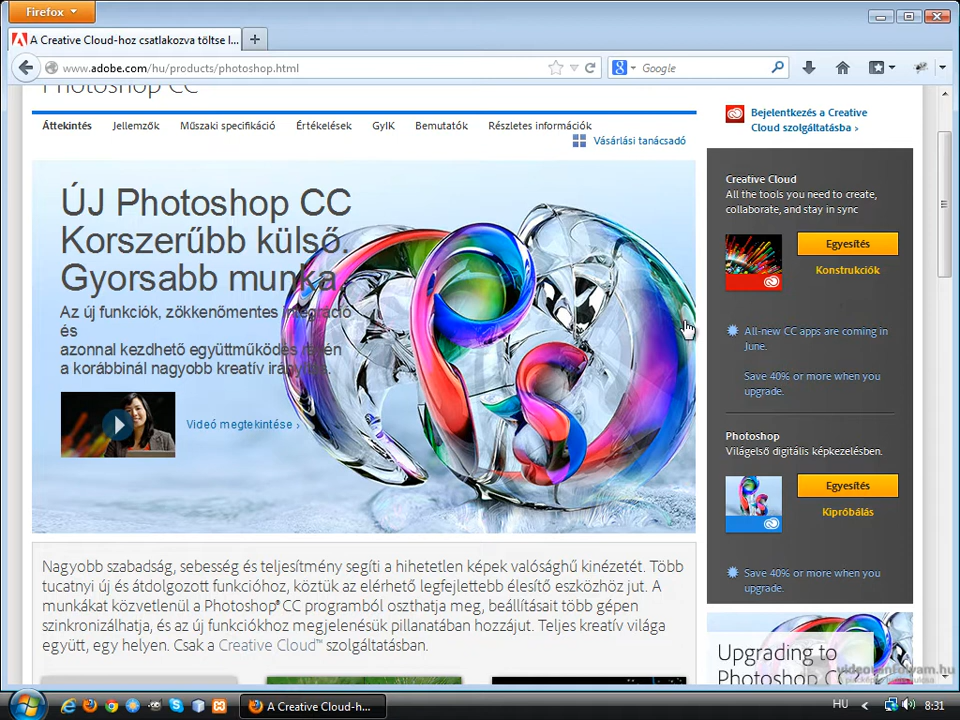 Firefox
A Creative Cloud-hoz csatlakozva töltse l...
www.adobe.com/hu/products/photoshop.html
Google
Photoshop CC
Áttekintés
Jellemzők
Műszaki specifikáció
Értékelések
GyIK
Bemutatók
Részletes információk
Vásárlási tanácsadó
Bejelentkezés a Creative
Cloud szolgáltatásba ›
ÚJ Photoshop CC
Korszerűbb külső.
Gyorsabb munka
Az új funkciók, zökkenőmentes integráció
és
azonnal kezdhető együttműködés révén
a korábbinál nagyobb kreatív irányítás.
Videó megtekintése ›
Creative Cloud
All the tools you need to create,
collaborate, and stay in sync
Egyesítés
Konstrukciók
All-new CC apps are coming in
June.
Save 40% or more when you
upgrade.
Photoshop
Világelső digitális képkezelésben.
Egyesítés
Kipróbálás
Save 40% or more when you
upgrade.
Nagyobb szabadság, sebesség és teljesítmény segíti a hihetetlen képek valósághű kinézetét. Több
tucatnyi új és átdolgozott funkcióhoz, köztük az elérhető legfejlettebb élesítő eszközhöz jut. A
munkákat közvetlenül a Photoshop® CC programból oszthatja meg, beállításait több gépen
szinkronizálhatja, és az új funkciókhoz megjelenésük pillanatában hozzájut. Teljes kreatív világa
együtt, egy helyen. Csak a Creative Cloud™ szolgáltatásban.
Upgrading to
Photoshop CC
A Creative Cloud-h...
HU
8:31